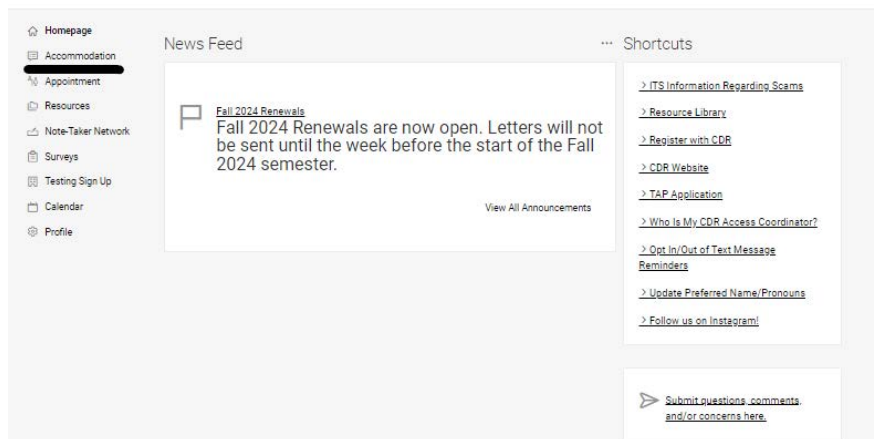 Homepage
Accommodation
Appointment
Resources
Note-Taker Network
Surveys
Testing Sign Up
Calendar
Profile
News Feed
...
Fall 2024 Renewals
Fall 2024 Renewals are now open. Letters will not
be sent until the week before the start of the Fall
2024 semester.
View All Announcements
Shortcuts
> ITS Information Regarding Scams
> Resource Library
> Register with CDR
> CDR Website
> TAP Application
> Who Is My CDR Access Coordinator?
> Opt In/Out of Text Message
Reminders
> Update Preferred Name/Pronouns
> Follow us on Instagram!
Submit questions, comments,
and/or concerns here.